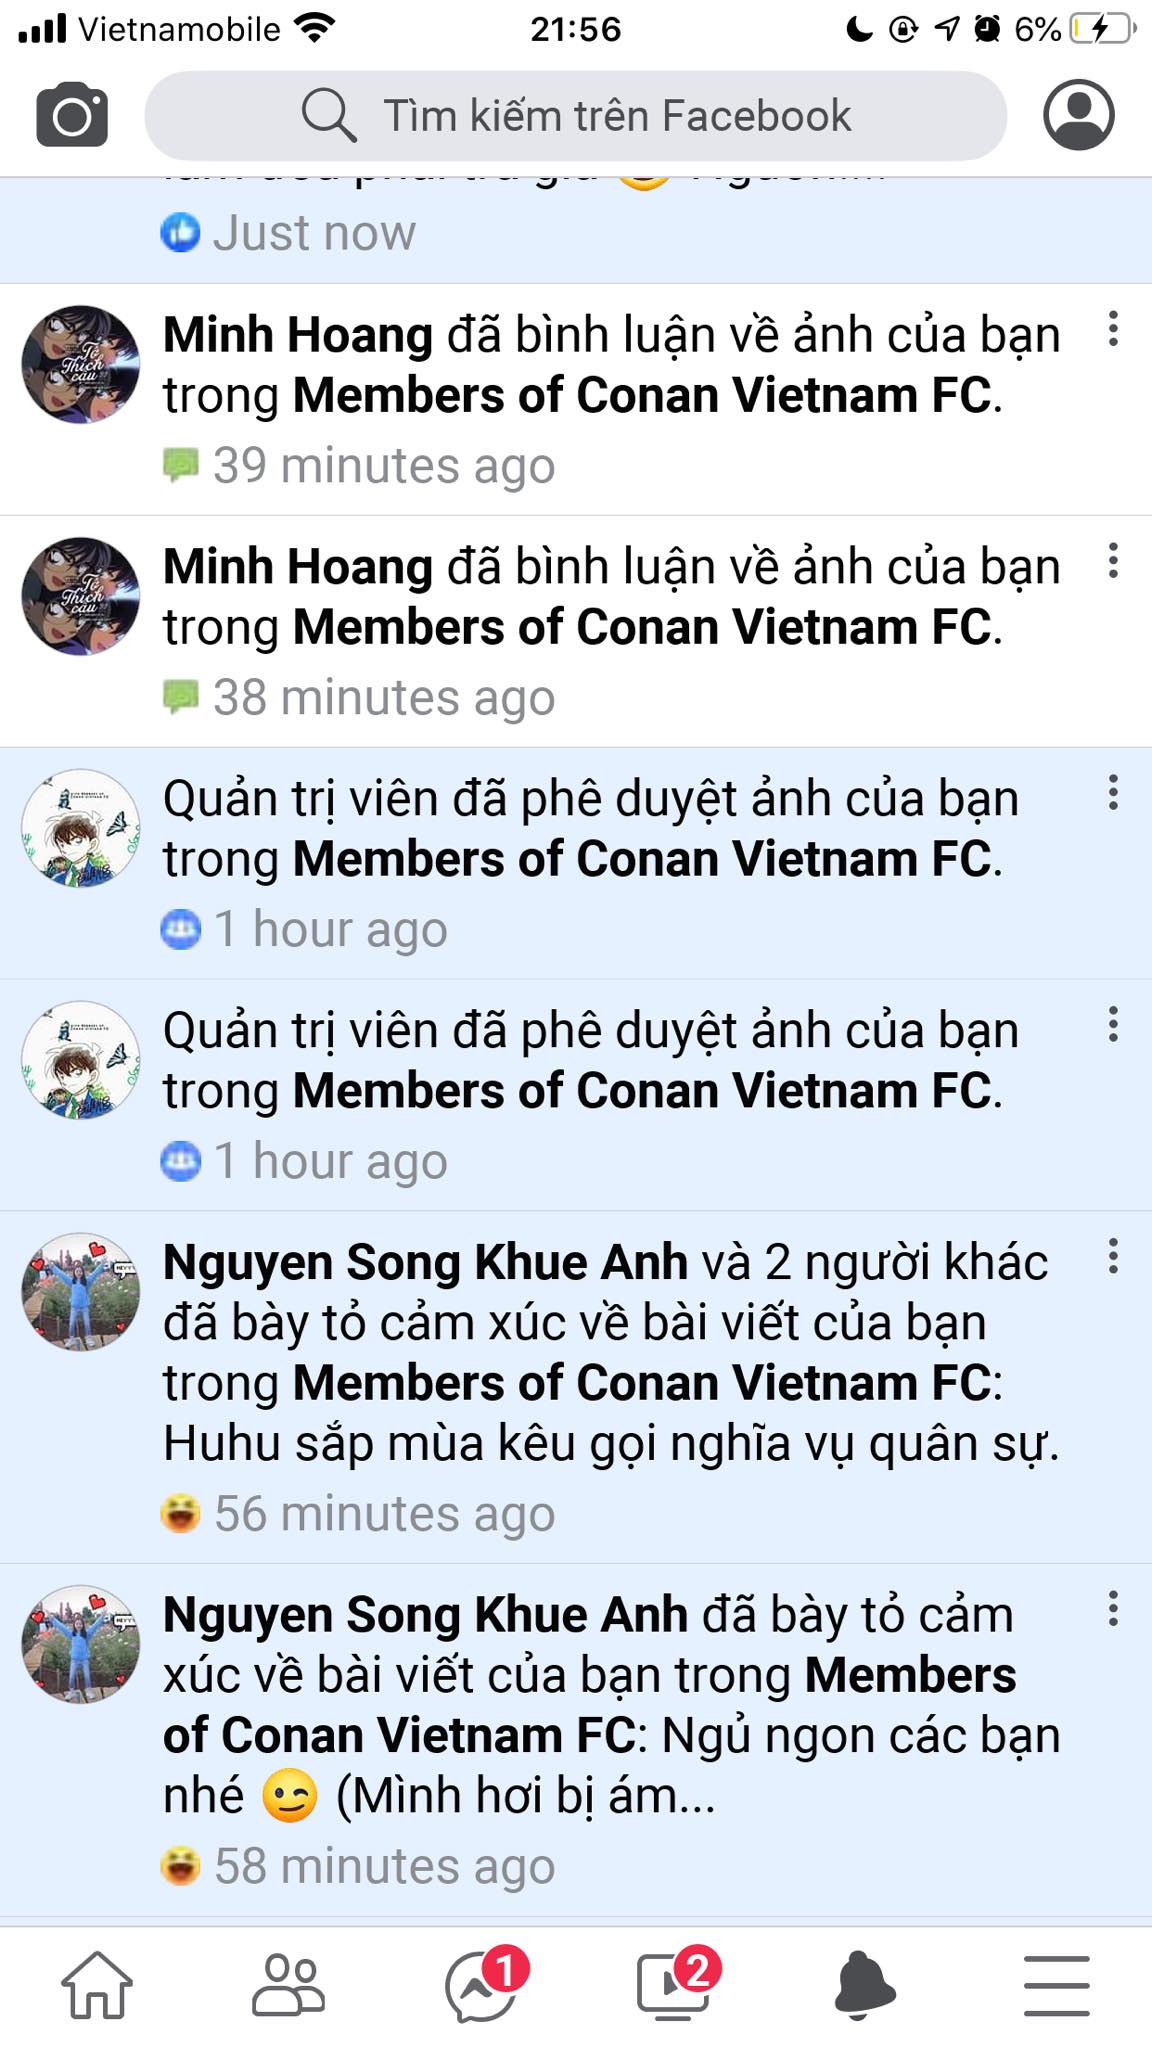 Vietnamobile 21:56 6%
Tìm kiếm trên Facebook
Just now
Minh Hoang đã bình luận về ảnh của bạn
trong Members of Conan Vietnam FC.
39 minutes ago
Minh Hoang đã bình luận về ảnh của bạn
trong Members of Conan Vietnam FC.
38 minutes ago
Quản trị viên đã phê duyệt ảnh của bạn
trong Members of Conan Vietnam FC.
1 hour ago
Quản trị viên đã phê duyệt ảnh của bạn
trong Members of Conan Vietnam FC.
1 hour ago
Nguyen Song Khue Anh và 2 người khác
đã bày tỏ cảm xúc về bài viết của bạn
trong Members of Conan Vietnam FC:
Huhu sắp mùa kêu gọi nghĩa vụ quân sự.
56 minutes ago
Nguyen Song Khue Anh đã bày tỏ cảm
xúc về bài viết của bạn trong Members
of Conan Vietnam FC: Ngủ ngon các bạn
nhé 😉 (Mình hơi bị ám...
58 minutes ago
1 2